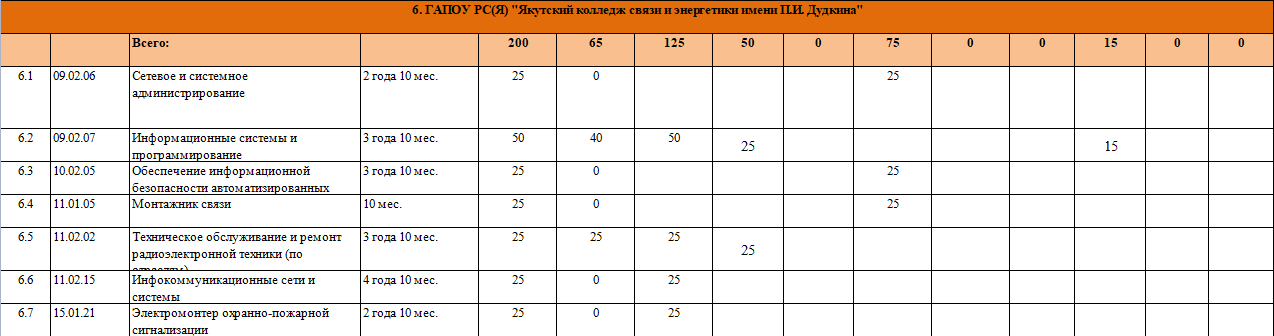 6. ГАПОУ РС(Я) "Якутский колледж связи и энергетики имени П.И. Дудкина"
Всего: 200 65 125 50 0 75 0 0 15 0 0
6.1 09.02.06 Сетевое и системное 2 года 10 мес. 25 0 25
администрирование
6.2 09.02.07 Информационные системы и 3 года 10 мес. 50 40 50 25 15
программирование
6.3 10.02.05 Обеспечение информационной 3 года 10 мес. 25 0 25
безопасности автоматизированных
6.4 11.01.05 Монтажник связи 10 мес. 25 0 25
6.5 11.02.02 Техническое обслуживание и ремонт 3 года 10 мес. 25 25 25 25
радиоэлектронной техники (по
отраслям)
6.6 11.02.15 Инфокоммуникационные сети и 4 года 10 мес. 25 0 25
системы
6.7 15.01.21 Электромонтер охранно-пожарной 2 года 10 мес. 25 0 25
сигнализации